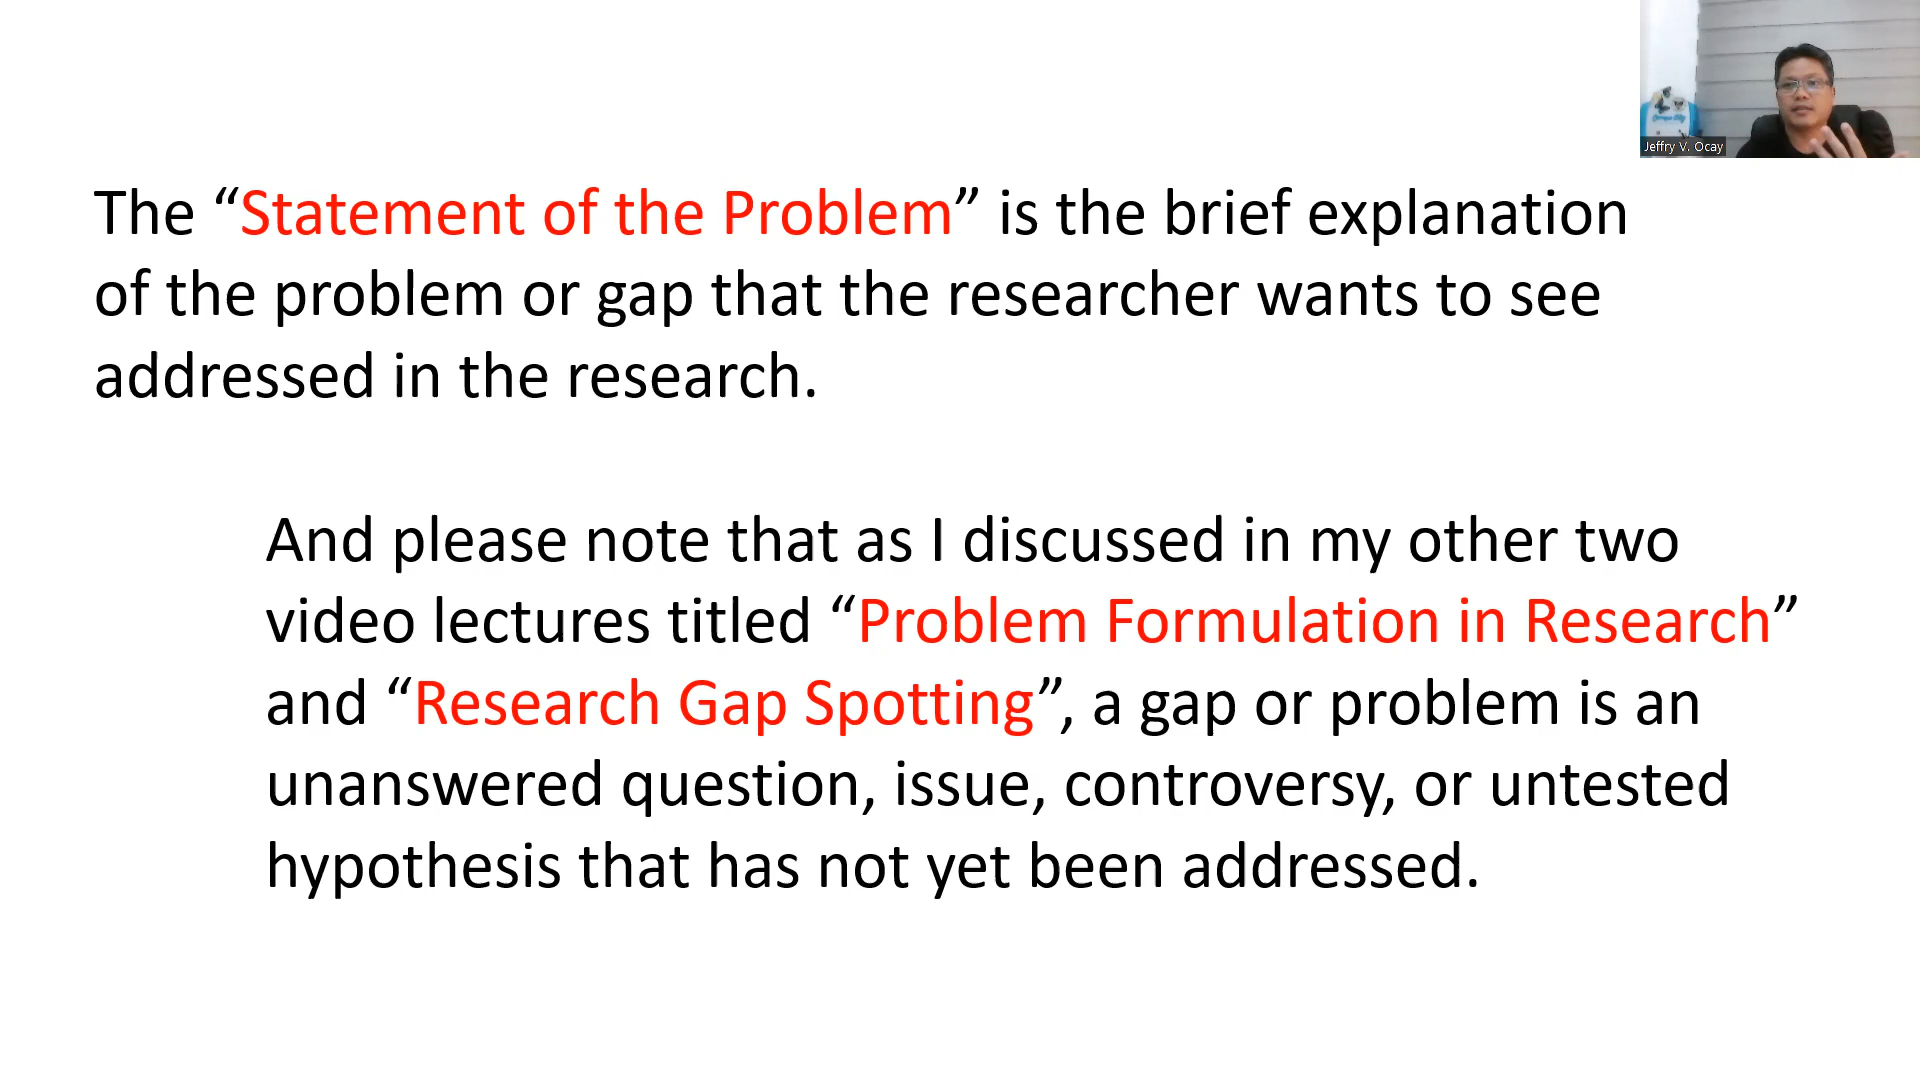 Jeffry V. Ocay
The “Statement of the Problem” is the brief explanation
of the problem or gap that the researcher wants to see
addressed in the research.
And please note that as I discussed in my other two
video lectures titled “Problem Formulation in Research”
and “Research Gap Spotting”, a gap or problem is an
unanswered question, issue, controversy, or untested
hypothesis that has not yet been addressed.